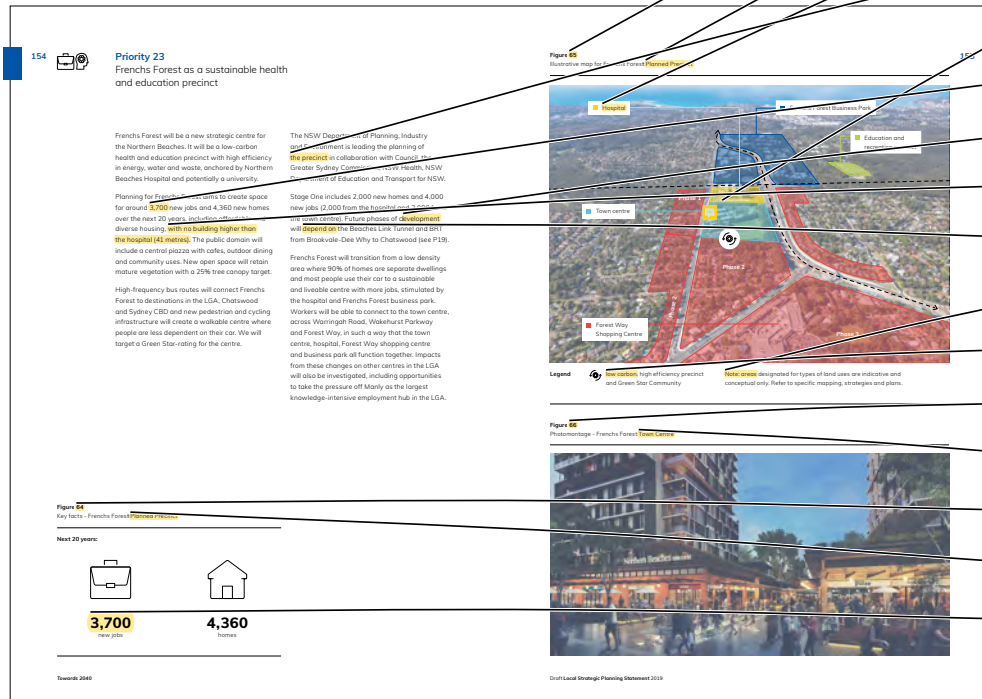 154
Priority 23
Frenchs Forest as a sustainable health
and education precinct
Frenchs Forest will be a new strategic centre for
the Northern Beaches. It will be a low-carbon
health and education precinct with high efficiency
in energy, water and waste, anchored by Northern
Beaches Hospital and potentially a university.
Planning for Frenchs Forest aims to create space
for around 3,700 new jobs and 4,360 new homes
over the next 20 years, including affordable and
diverse housing, with no building higher than
the hospital (41 metres). The public domain will
include a central piazza with cafes, outdoor dining
and community uses. New open space will retain
mature vegetation with a 25% tree canopy target.
High-frequency bus routes will connect Frenchs
Forest to destinations in the LGA, Chatswood
and Sydney CBD and new pedestrian and cycling
infrastructure will create a walkable centre where
people are less dependent on their car. We will
target a Green Star-rating for the centre.
The NSW Department of Planning, Industry
and Environment is leading the planning of
the precinct in collaboration with Council, the
Greater Sydney Commission, NSW Health, NSW
Department of Education and Transport for NSW.
Stage One includes 2,000 new homes and 4000
new jobs (2,000 from the hospital and 2,000 in
the town centre). Future phases of development
will depend on the Beaches Link Tunnel and BRT
from Brookvale-Dee Why to Chatswood (see P19).
Frenchs Forest will transition from a low density
area where 90% of homes are separate dwellings
and most people use their car to a sustainable
and liveable centre with more jobs, stimulated by
the hospital and Frenchs Forest business park.
Workers will be able to connect to the town centre,
across Warringah Road, Wakehurst Parkway
and Forest Way, in such a way that the town
centre, hospital, Forest Way shopping centre
and business park all function together. Impacts
from these changes on other centres in the LGA
will also be investigated, including opportunities
to take the pressure off Manly as the largest
knowledge-intensive employment hub in the LGA.
Figure 64
Key facts - Frenchs Forest Planned Precinct
Next 20 years:
3,700
new jobs
4,360
homes
Towards 2040
Figure 65
Illustrative map for Frenchs Forest Planned Precinct
155
Hospital
Frenchs Forest Business Park
Education and
recreation
Town centre
Phase 1
Phase 2
Phase 2
Phase 3
Forest Way
Shopping Centre
Legend
low carbon, high efficiency precinct
and Green Star Community
Note: areas designated for types of land uses are indicative and
conceptual only. Refer to specific mapping, strategies and plans.
Figure 66
Photomontage - Frenchs Forest Town Centre
Northern Beaches
Draft Local Strategic Planning Statement 2019